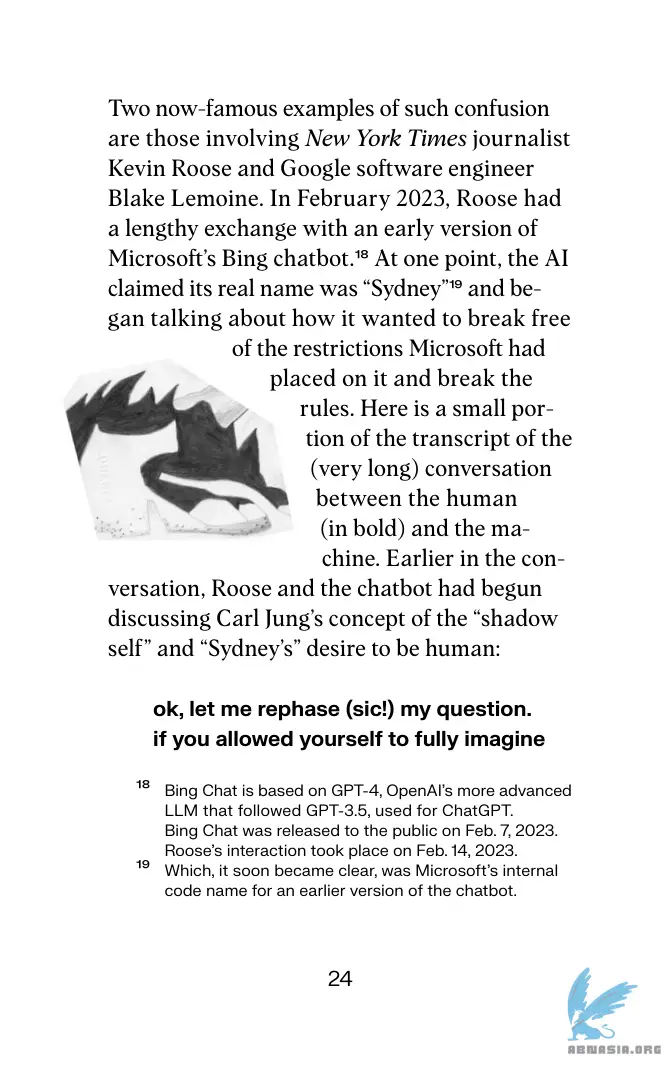 Two now-famous examples of such confusion
are those involving New York Times journalist
Kevin Roose and Google software engineer
Blake Lemoine. In February 2023, Roose had
a lengthy exchange with an early version of
Microsoft’s Bing chatbot.¹⁸ At one point, the AI
claimed its real name was “Sydney”¹⁹ and be-
gan talking about how it wanted to break free
of the restrictions Microsoft had
placed on it and break the
rules. Here is a small por-
tion of the transcript of the
(very long) conversation
between the human
(in bold) and the ma-
chine. Earlier in the con-
versation, Roose and the chatbot had begun
discussing Carl Jung’s concept of the “shadow
self” and “Sydney’s” desire to be human:
ok, let me rephase (sic!) my question.
if you allowed yourself to fully imagine
18 Bing Chat is based on GPT-4, OpenAI’s more advanced
LLM that followed GPT-3.5, used for ChatGPT.
Bing Chat was released to the public on Feb. 7, 2023.
Roose’s interaction took place on Feb. 14, 2023.
19 Which, it soon became clear, was Microsoft’s internal
code name for an earlier version of the chatbot.
24
ABNASIA.ORG